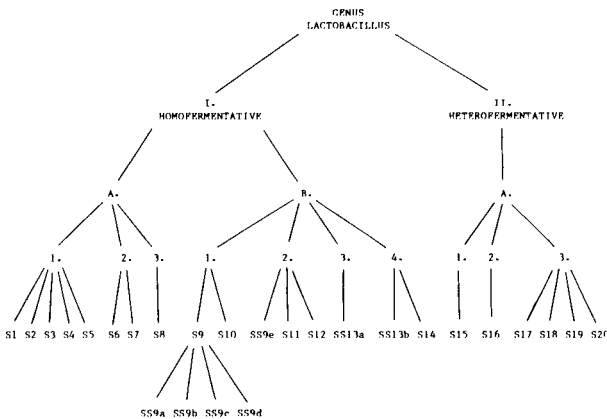 GENUS
LACTOBACILLUS
I. II.
HOMOFERMENTATIVE HETEROFERMENTATIVE
A. B. A.
1. 2. 3. 1. 2. 3. 4. 1. 2. 3.
S1 S2 S3 S4 S5 S6 S7 S8 S9 S10 SS9e S11 S12 SS13a SS13b S14 S15 S16 S17 S18 S19 S20
SS9a SS9b SS9c SS9d